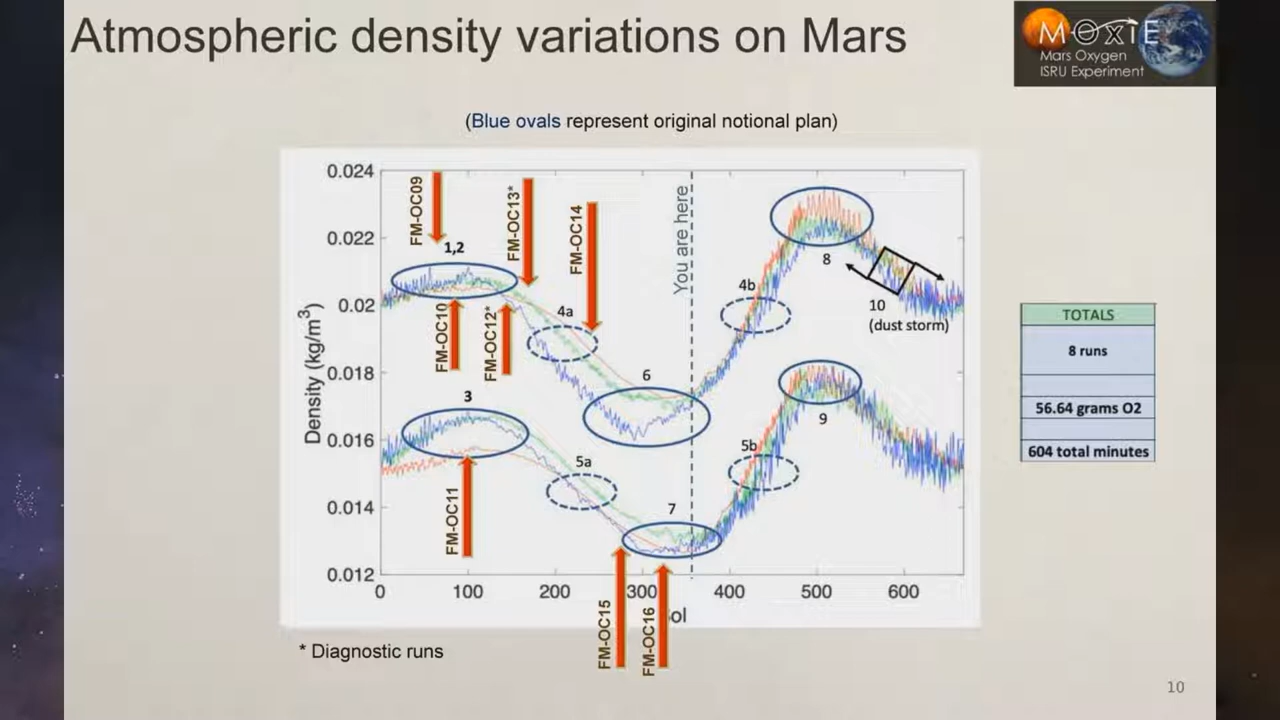 Atmospheric density variations on Mars
MOXIE
Mars Oxygen
ISRU Experiment
(Blue ovals represent original notional plan)
Density (kg/m³)
0.024
0.022
0.02
0.018
0.016
0.014
0.012
0
100
200
300
400
500
600
ol
FM-OC09
FM-OC10
FM-OC11
FM-OC12*
FM-OC13*
FM-OC14
FM-OC15
FM-OC16
You are here
1,2
3
4a
5a
6
7
4b
5b
8
9
10
(dust storm)
TOTALS
8 runs
56.64 grams O2
604 total minutes
* Diagnostic runs
10